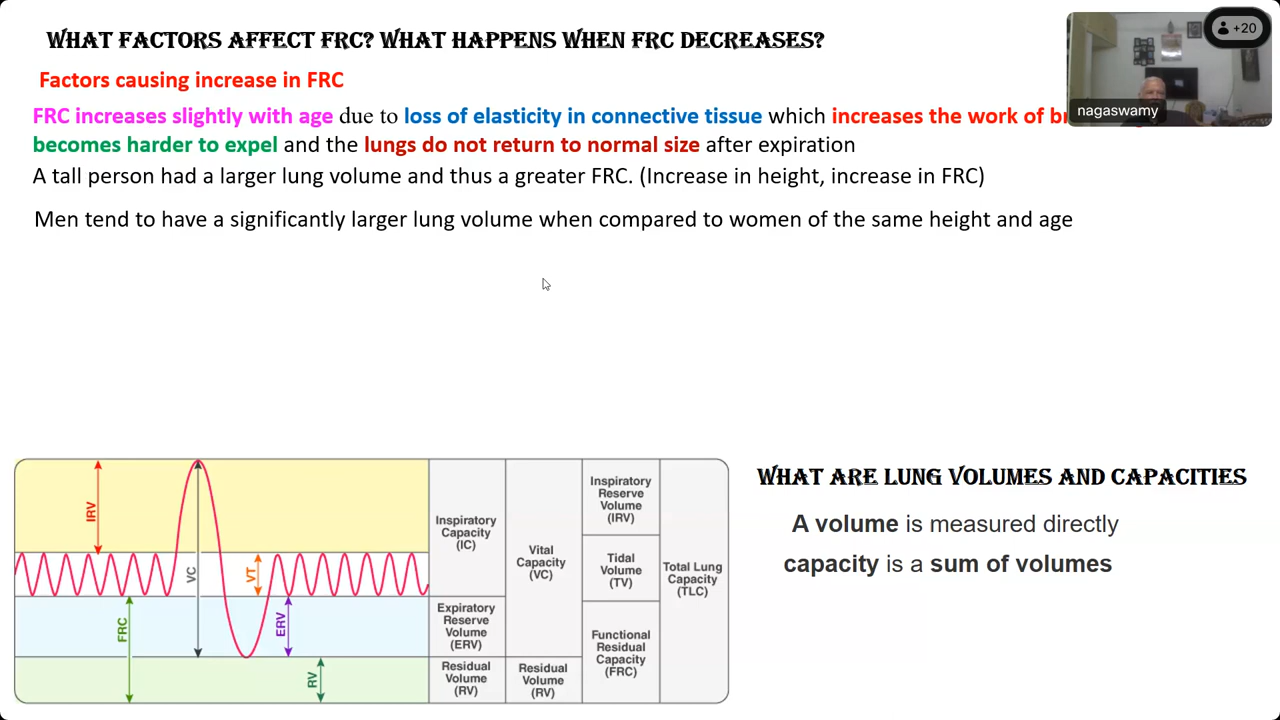 WHAT FACTORS AFFECT FRC? WHAT HAPPENS WHEN FRC DECREASES?
+20
Factors causing increase in FRC
nagaswamy
FRC increases slightly with age due to loss of elasticity in connective tissue which increases the work of
becomes harder to expel and the lungs do not return to normal size after expiration
A tall person had a larger lung volume and thus a greater FRC. (Increase in height, increase in FRC)
Men tend to have a significantly larger lung volume when compared to women of the same height and age
IRV
VC
VT
FRC
ERV
RV
Inspiratory
Capacity
(IC)
Expiratory
Reserve
Volume
(ERV)
Residual
Volume
(RV)
Vital
Capacity
(VC)
Residual
Volume
(RV)
Inspiratory
Reserve
Volume
(IRV)
Tidal
Volume
(TV)
Functional
Residual
Capacity
(FRC)
Total Lung
Capacity
(TLC)
WHAT ARE LUNG VOLUMES AND CAPACITIES
A volume is measured directly
capacity is a sum of volumes